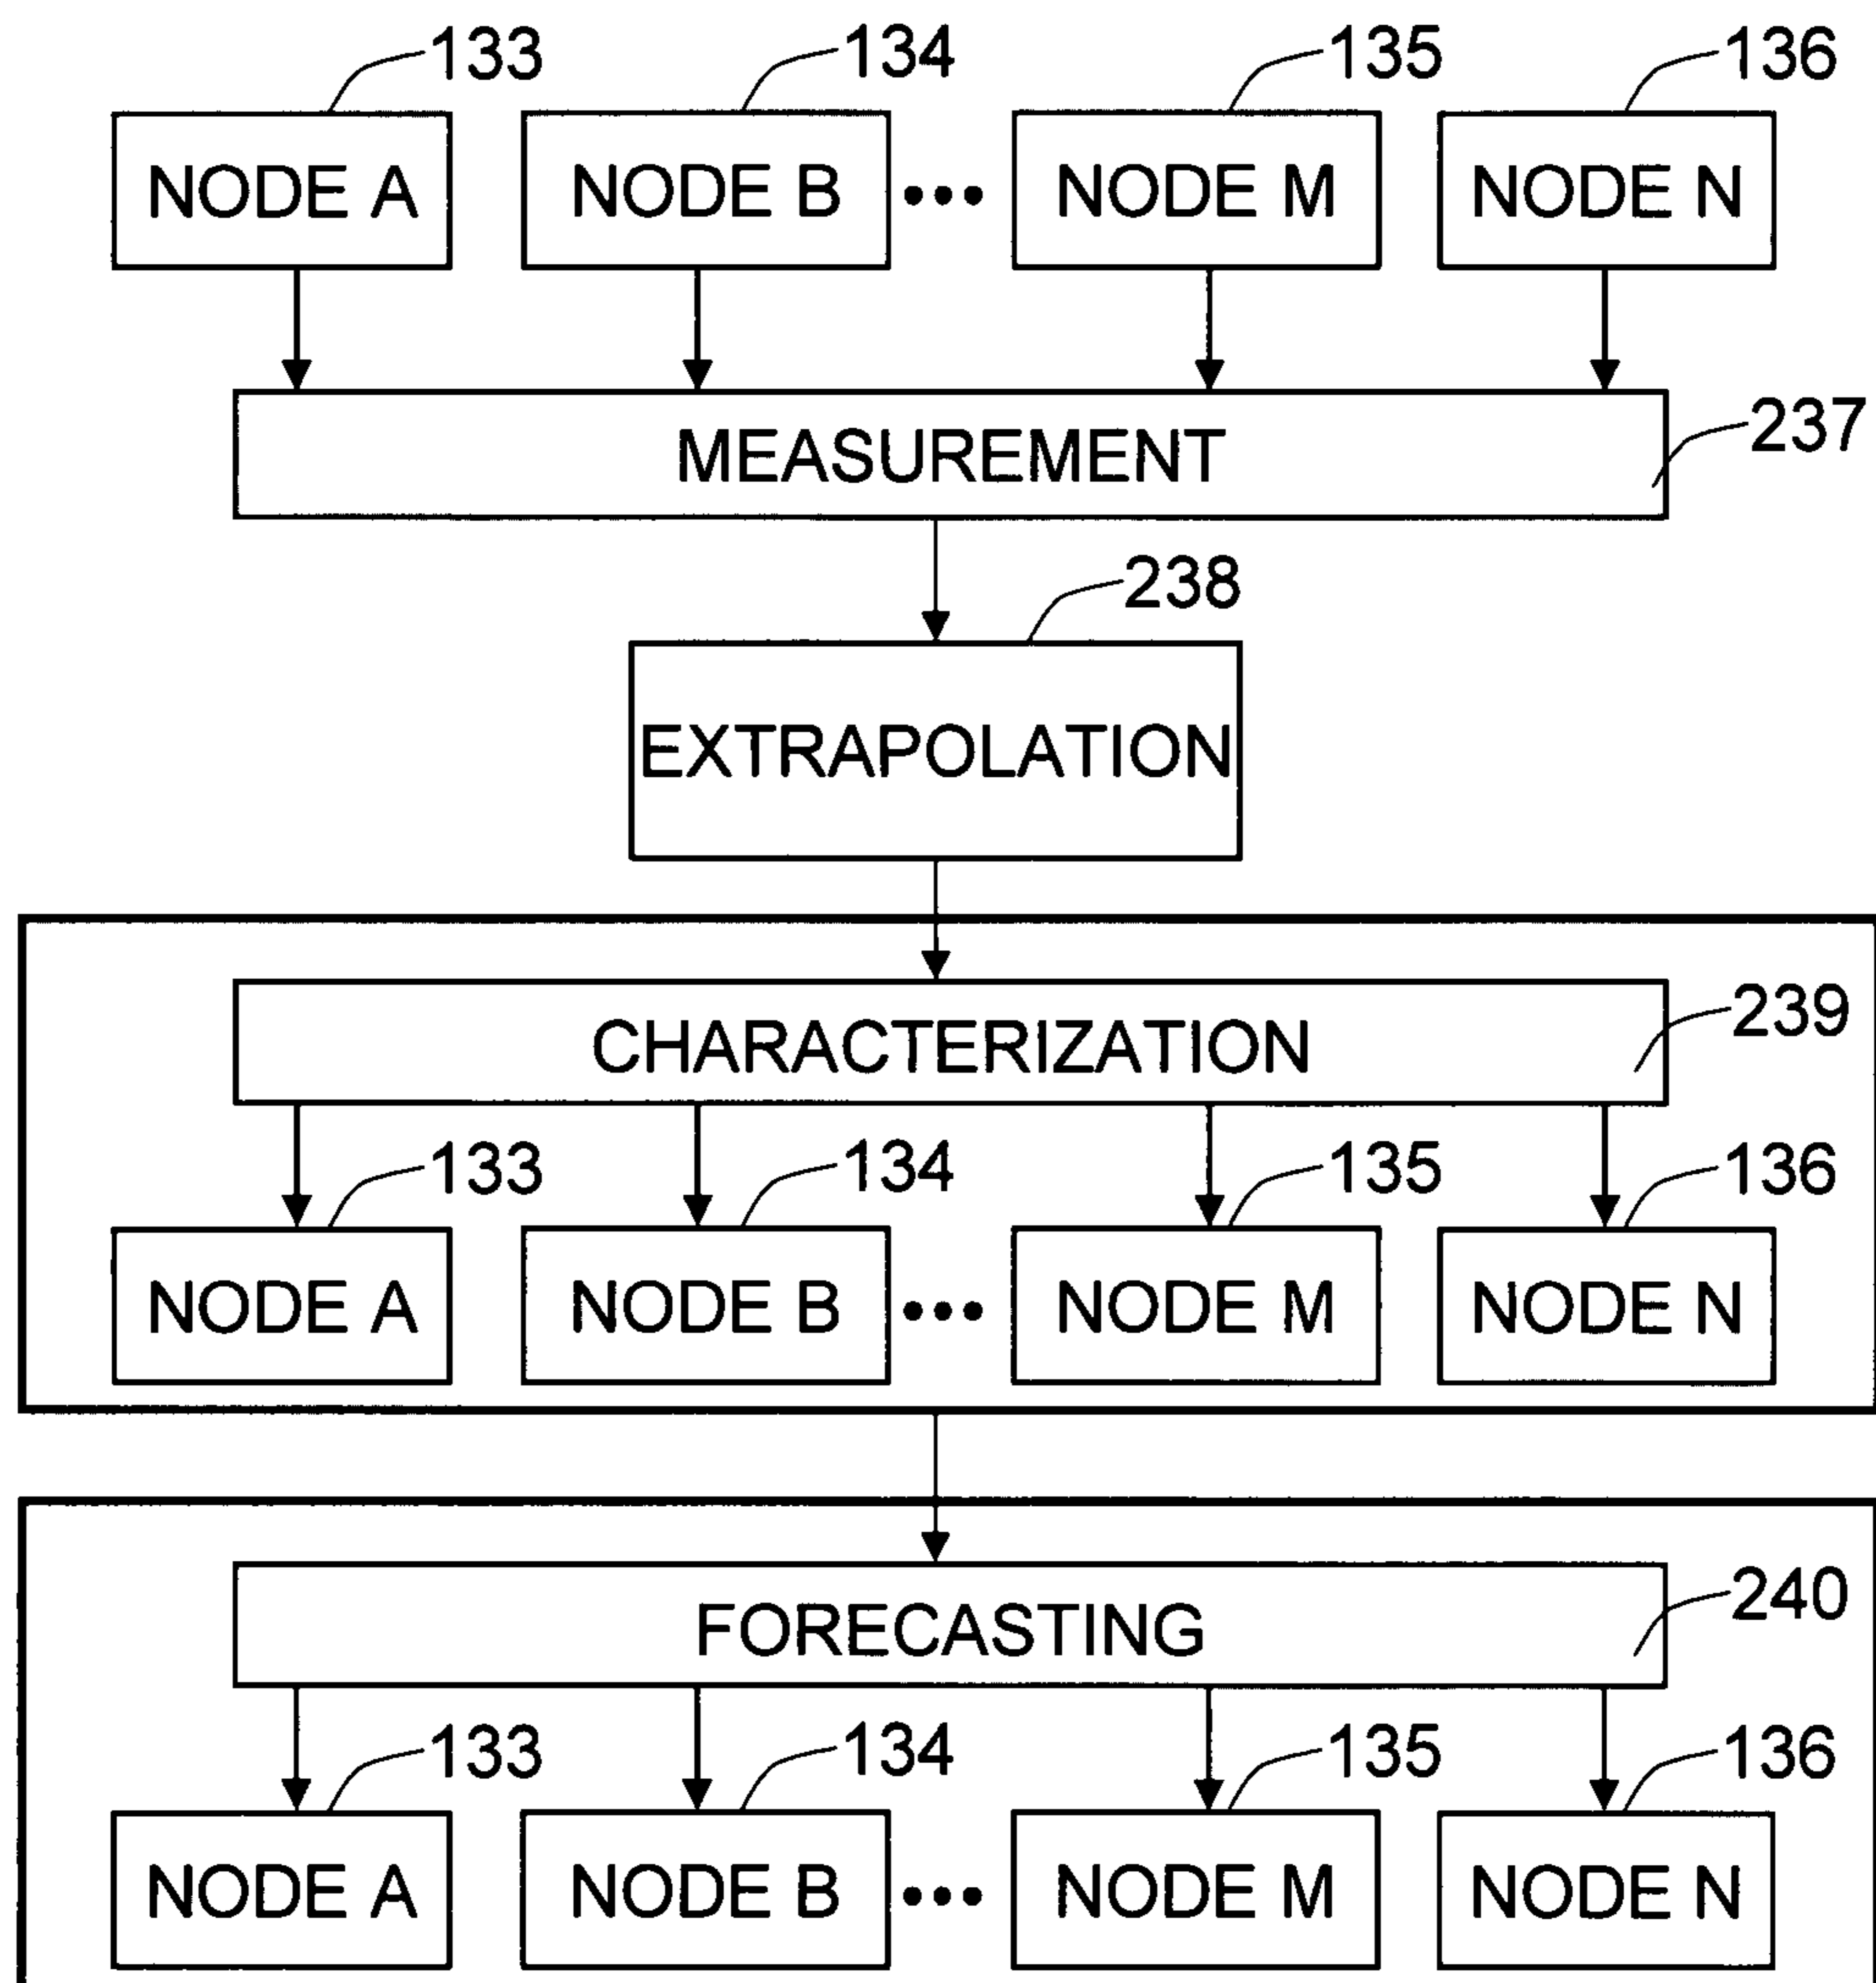 133 134 135 136
NODE A NODE B ••• NODE M NODE N
MEASUREMENT 237
238
EXTRAPOLATION
CHARACTERIZATION 239
133 134 135 136
NODE A NODE B ••• NODE M NODE N
FORECASTING 240
133 134 135 136
NODE A NODE B ••• NODE M NODE N